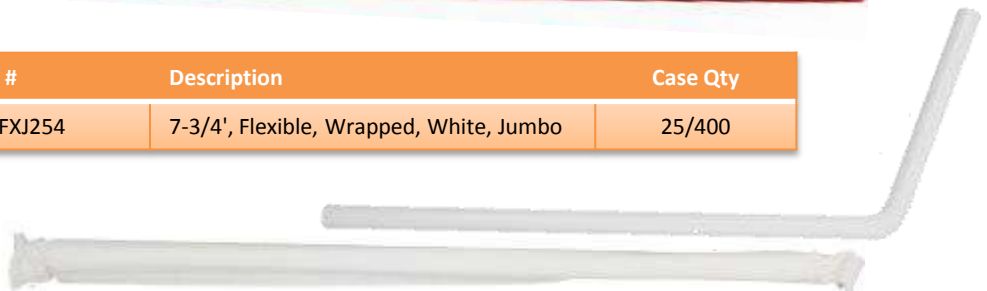 # Description Case Qty
FXJ254 7-3/4', Flexible, Wrapped, White, Jumbo 25/400